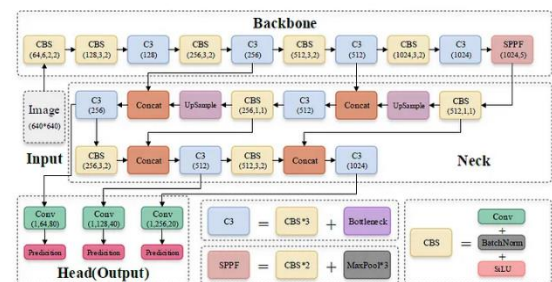 Backbone
CBS
(64,6,2,2)
CBS
(128,3,2)
C3
(128)
CBS
(256,3,2)
C3
(256)
CBS
(512,3,2)
C3
(512)
CBS
(1024,3,2)
C3
(1024)
SPPF
(1024,5)
Image
(640*640)
Input
C3
(256)
Concat
UpSample
CBS
(256,1,1)
C3
(512)
Concat
UpSample
CBS
(512,1,1)
CBS
(256,3,2)
Concat
C3
(512)
CBS
(512,3,2)
Concat
C3
(1024)
Neck
Conv
(1,64,80)
Conv
(1,128,40)
Conv
(1,256,20)
Prediction
Prediction
Prediction
Head(Output)
C3 = CBS*3 + Bottleneck
SPPF = CBS*2 + MaxPool*3
CBS =
Conv
+
BatchNorm
+
SiLU